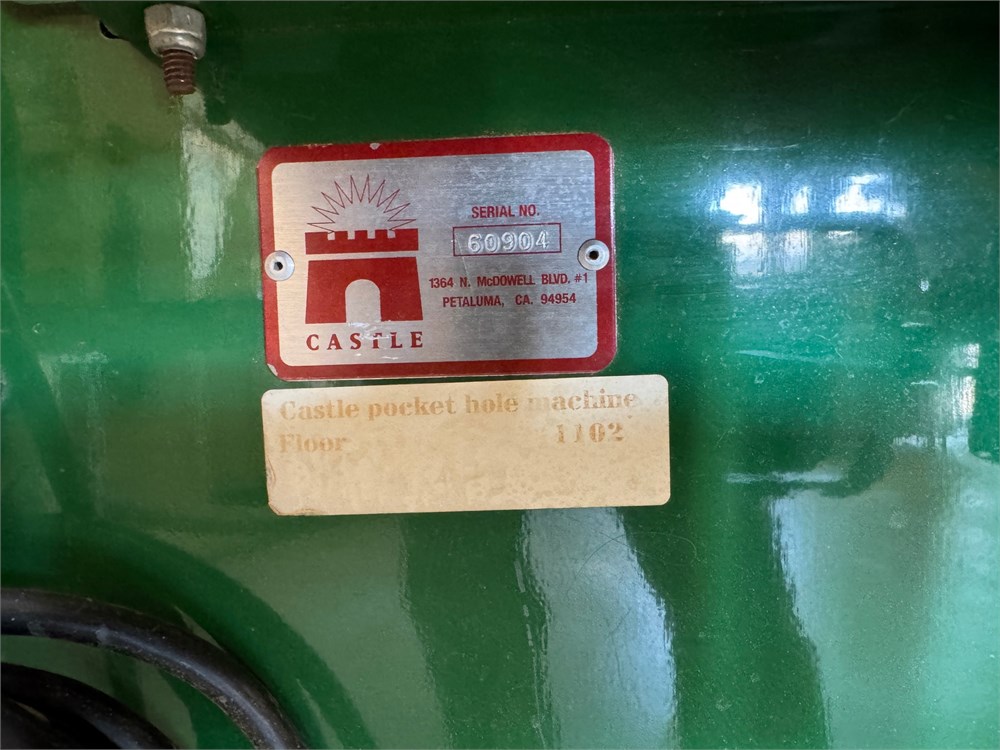 SERIAL NO.
60904
1364 N. McDOWELL BLVD. #1
PETALUMA, CA. 94954
CASTLE
Castle pocket hole machine
Floor 1102